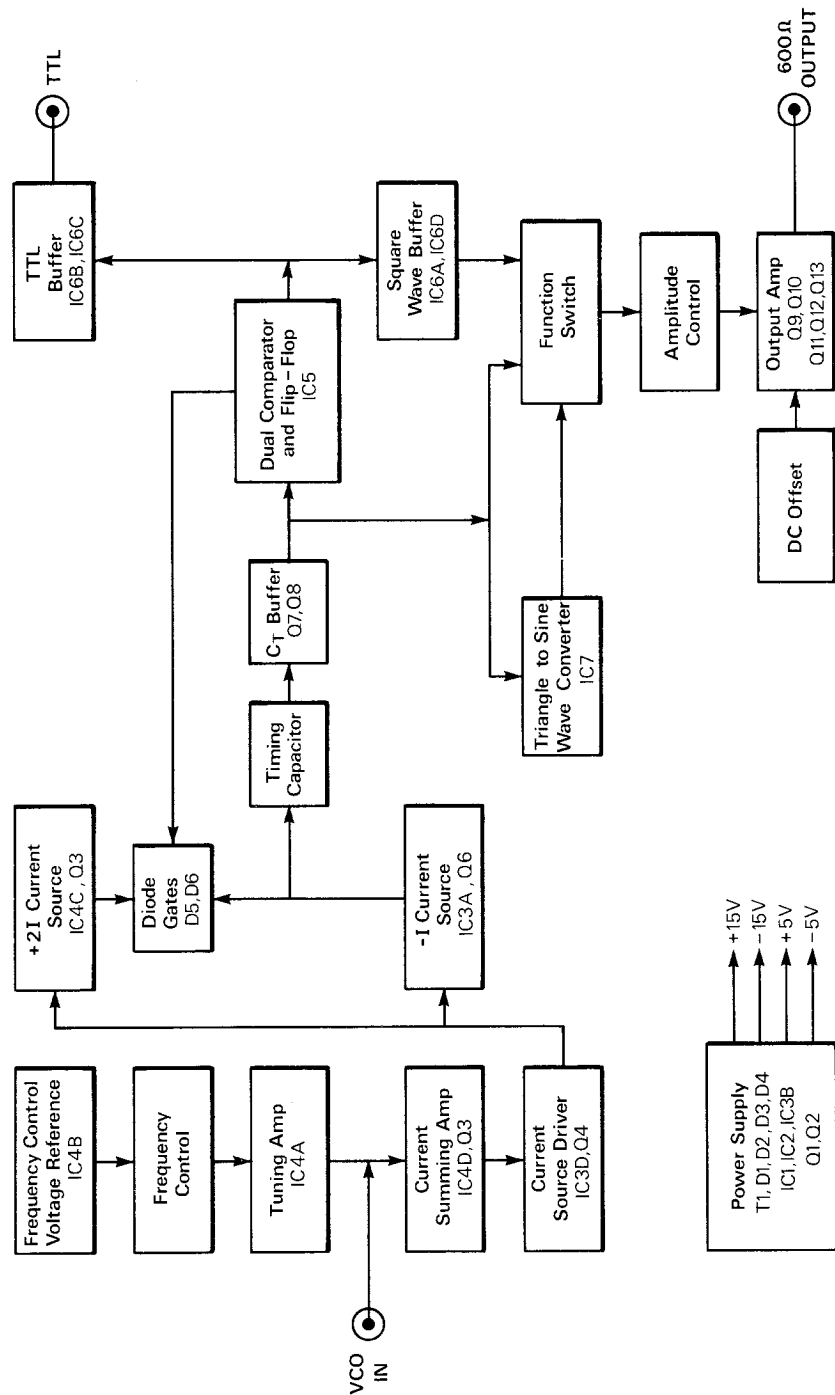 Frequency Control
Voltage Reference
IC4B
Frequency
Control
Tuning Amp
IC4A
VCO
IN
Current
Summing Amp
IC4D,Q3
Current
Source Driver
IC3D,Q4
+2I Current
Source
IC4C, Q3
Diode
Gates
D5,D6
-I Current
Source
IC3A, Q6
Timing
Capacitor
CT Buffer
Q7,Q8
Dual Comparator
and Flip-Flop
IC5
TTL
Buffer
IC6B,IC6C
TTL
Square
Wave Buffer
IC6A,IC6D
Triangle to Sine
Wave Converter
IC7
Function
Switch
Amplitude
Control
DC Offset
Output Amp
Q9,Q10
Q11,Q12,Q13
600Ω
OUTPUT
Power Supply
T1,D1,D2,D3,D4
IC1,IC2,IC3B
Q1,Q2
+15V
-15V
+5V
-5V